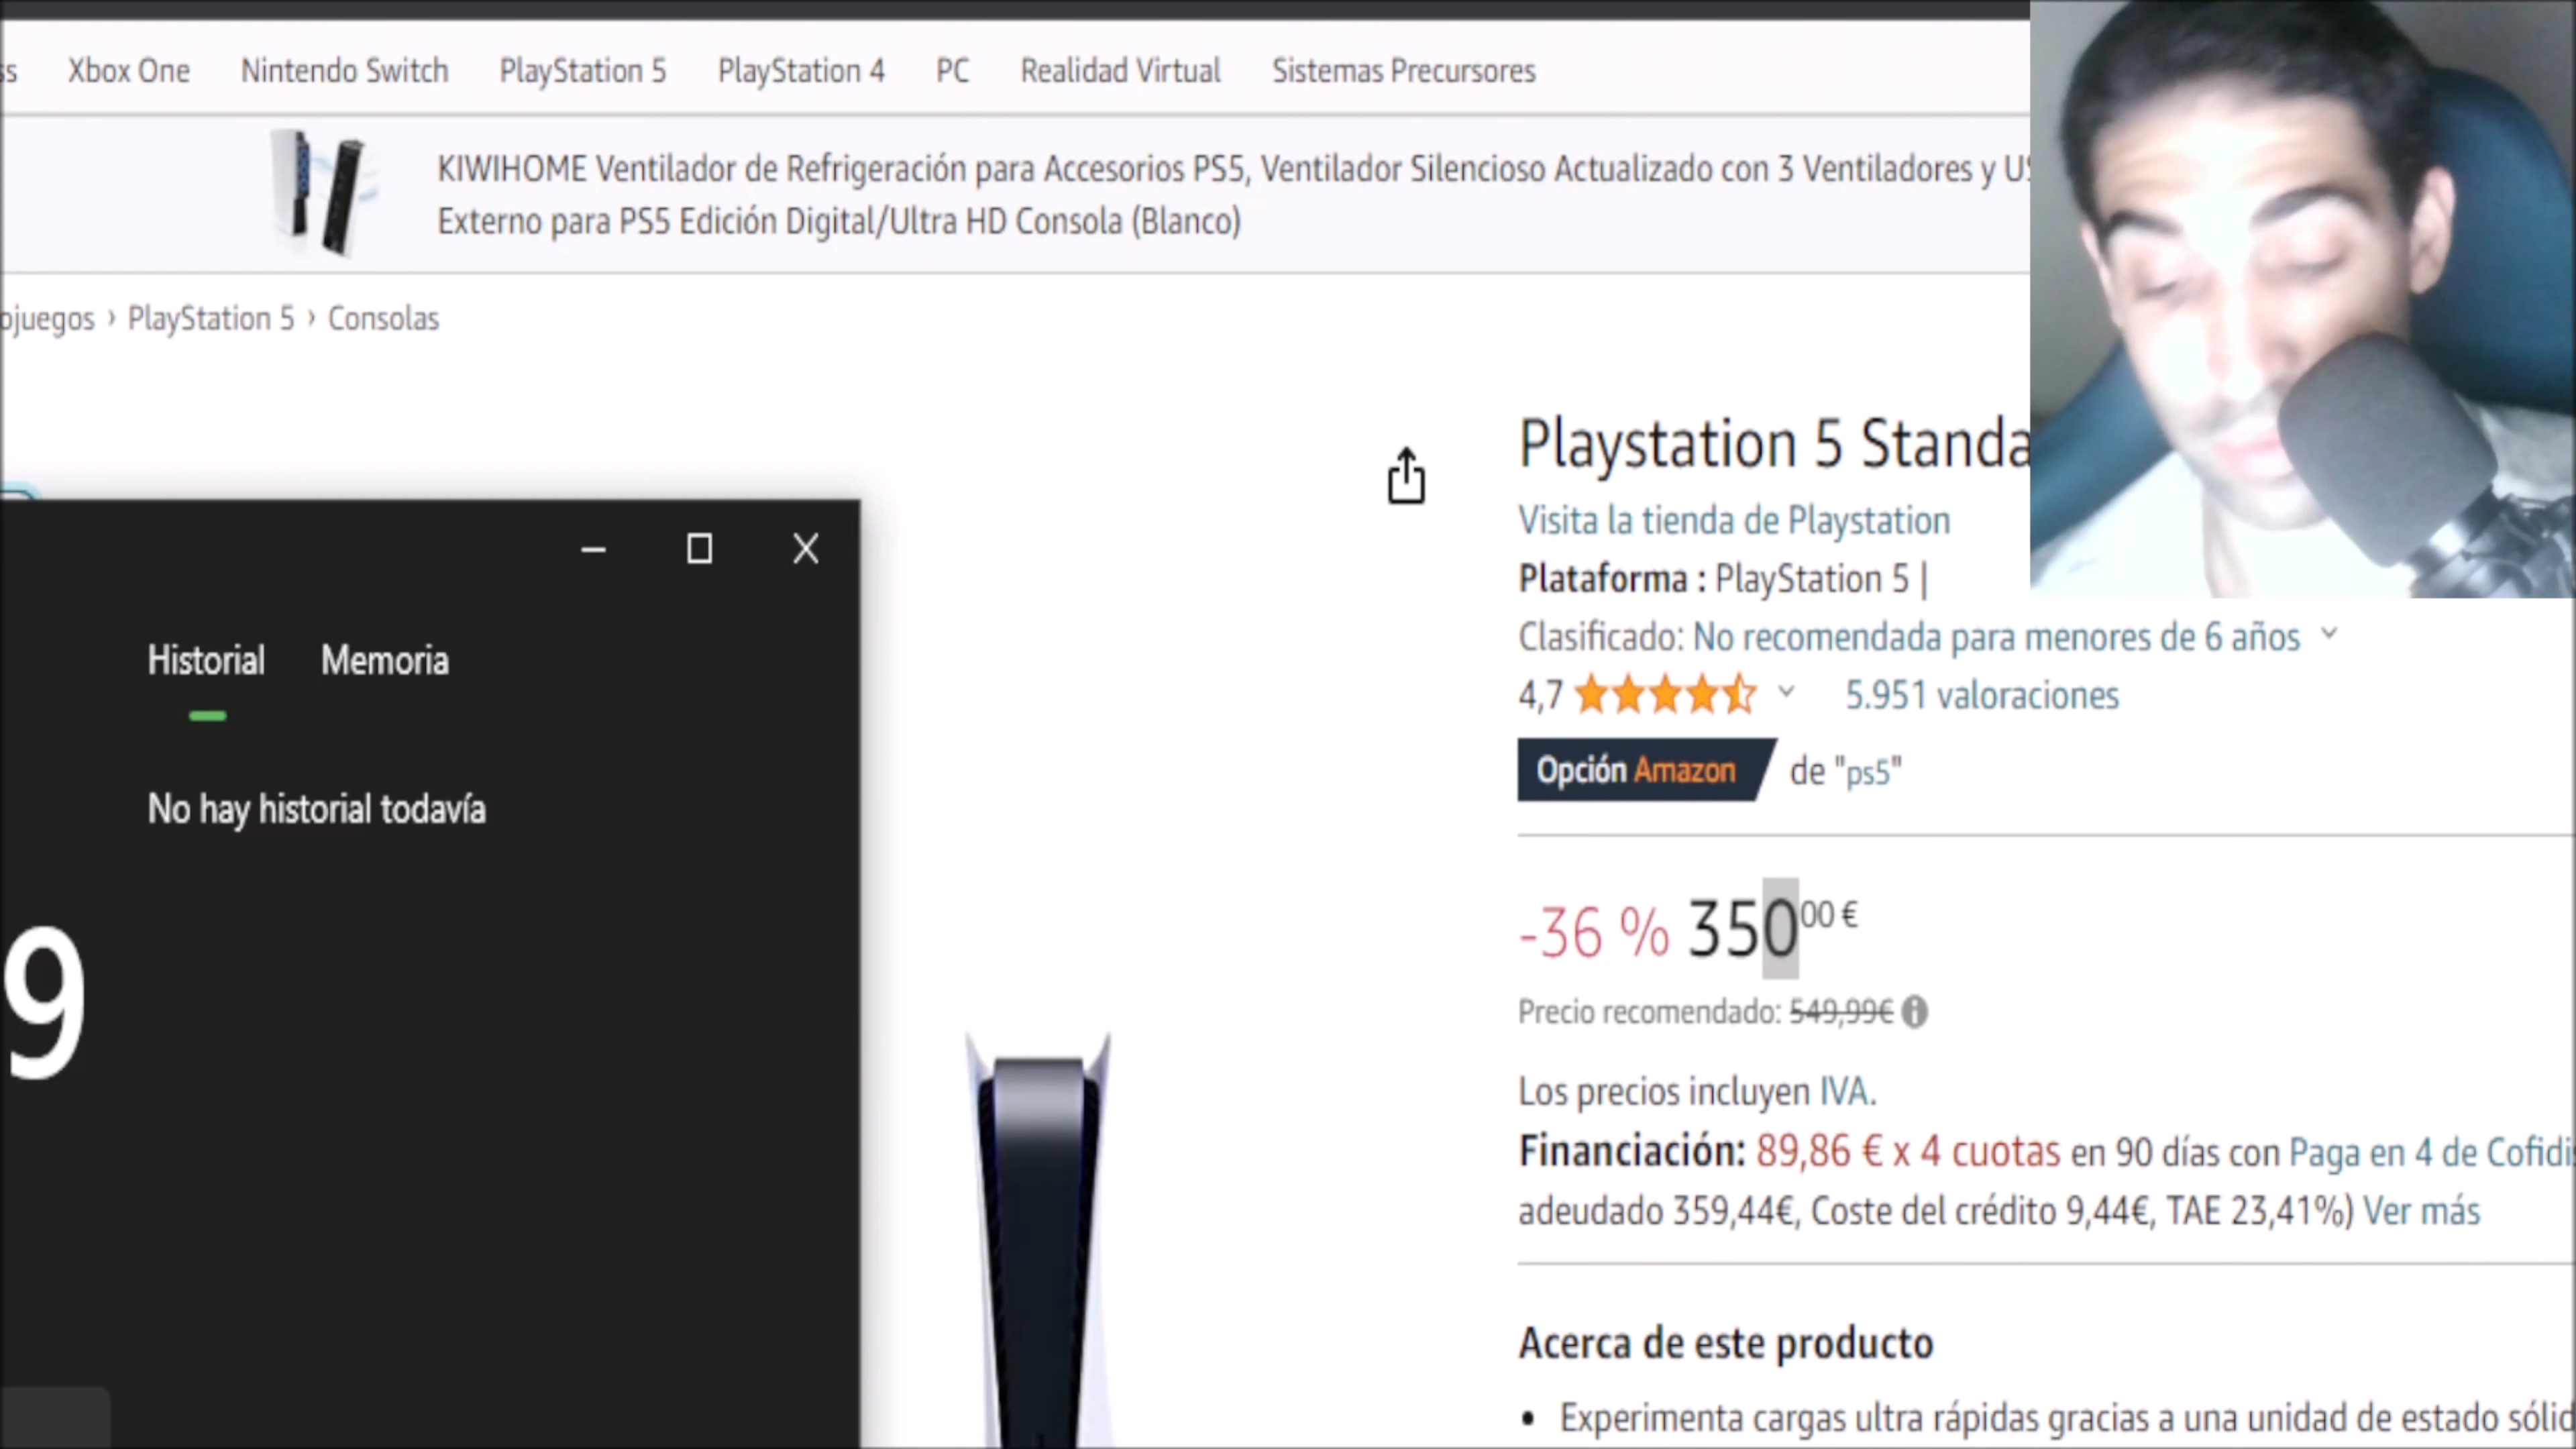 Xbox One Nintendo Switch PlayStation 5 PlayStation 4 PC Realidad Virtual Sistemas Precursores
KIWIHOME Ventilador de Refrigeración para Accesorios PS5, Ventilador Silencioso Actualizado con 3 Ventiladores y
Externo para PS5 Edición Digital/Ultra HD Consola (Blanco)
› PlayStation 5 › Consolas
Playstation 5
Visita la tienda de Playstation
Plataforma : PlayStation 5 |
Clasificado: No recomendada para menores de 6 años
4,7 5.951 valoraciones
Opción Amazon de "ps5"
Historial Memoria
No hay historial todavía
9
-36 % 350 00 €
Precio recomendado: 549,99€
Los precios incluyen IVA.
Financiación: 89,86 € x 4 cuotas en 90 días con Paga en 4 de
adeudado 359,44€, Coste del crédito 9,44€, TAE 23,41%) Ver más
Acerca de este producto
• Experimenta cargas ultra rápidas gracias a una unidad de estado